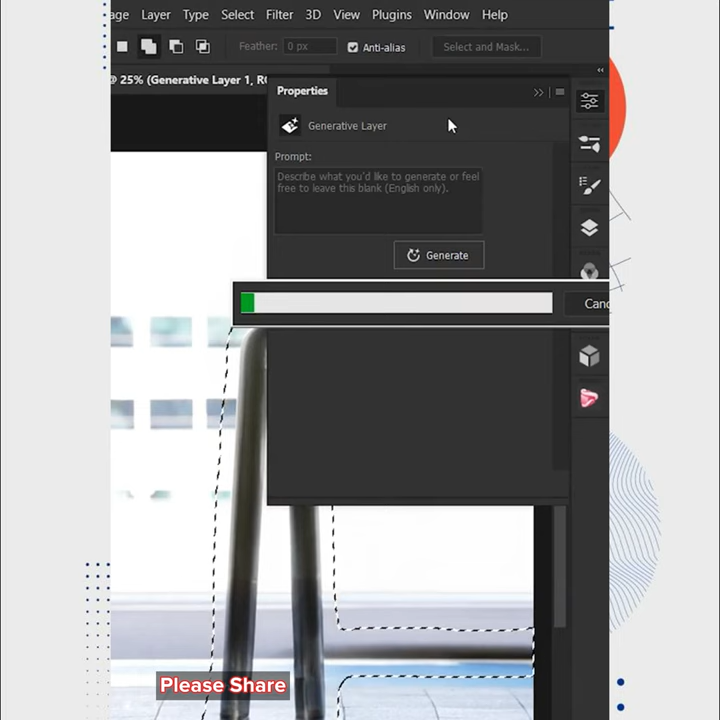 age Layer Type Select Filter 3D View Plugins Window Help
Feather: 0 px Anti-alias Select and Mask...
@ 25% (Generative Layer 1, R
Properties
Generative Layer
Prompt:
Describe what you'd like to generate or feel
free to leave this blank (English only).
Generate
Canc
Please Share